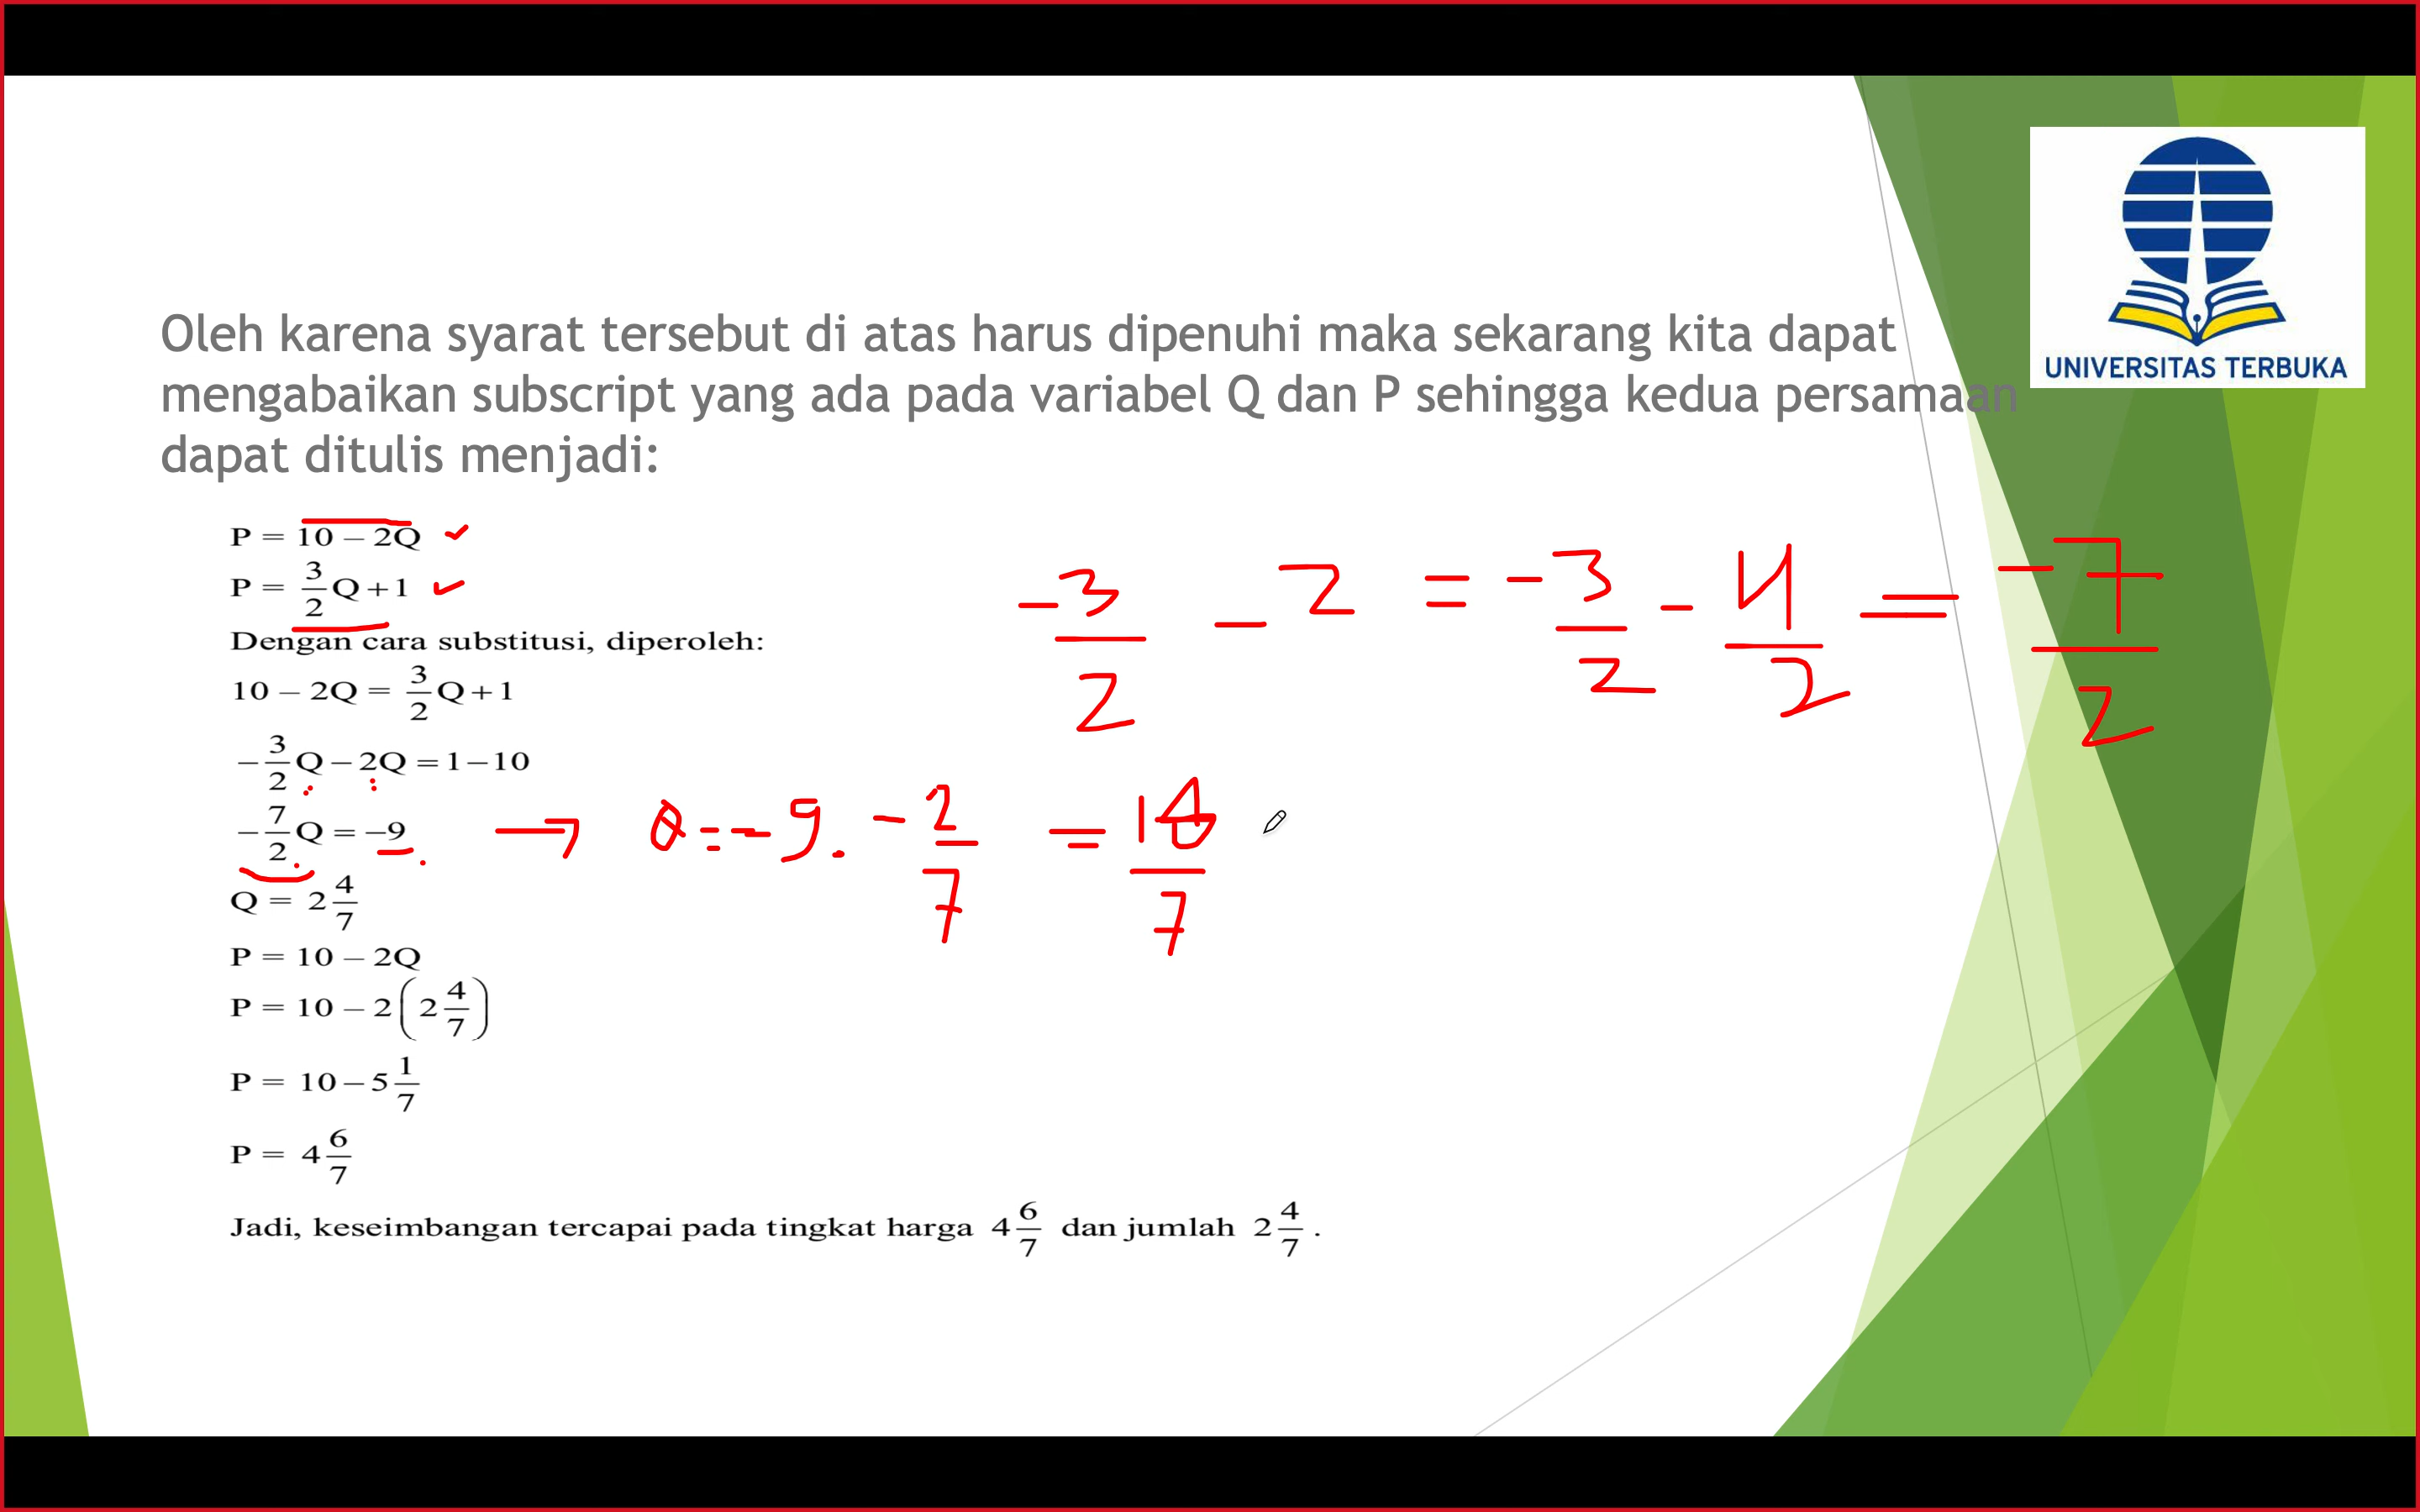 UNIVERSITAS TERBUKA
Oleh karena syarat tersebut di atas harus dipenuhi maka sekarang kita dapat
mengabaikan subscript yang ada pada variabel Q dan P sehingga kedua persamaan
dapat ditulis menjadi:
P = 10 – 2Q
P = 3/2 Q + 1
Dengan cara substitusi, diperoleh:
10 – 2Q = 3/2 Q + 1
-3/2 - 2 = -3/2 - 4/2 = -7/2
–3/2 Q – 2Q = 1 – 10
–7/2 Q = –9
→ Q = -9 . -2/7 = 18/7
Q = 2 4/7
P = 10 – 2Q
P = 10 – 2(2 4/7)
P = 10 – 5 1/7
P = 4 6/7
Jadi, keseimbangan tercapai pada tingkat harga 4 6/7 dan jumlah 2 4/7 .